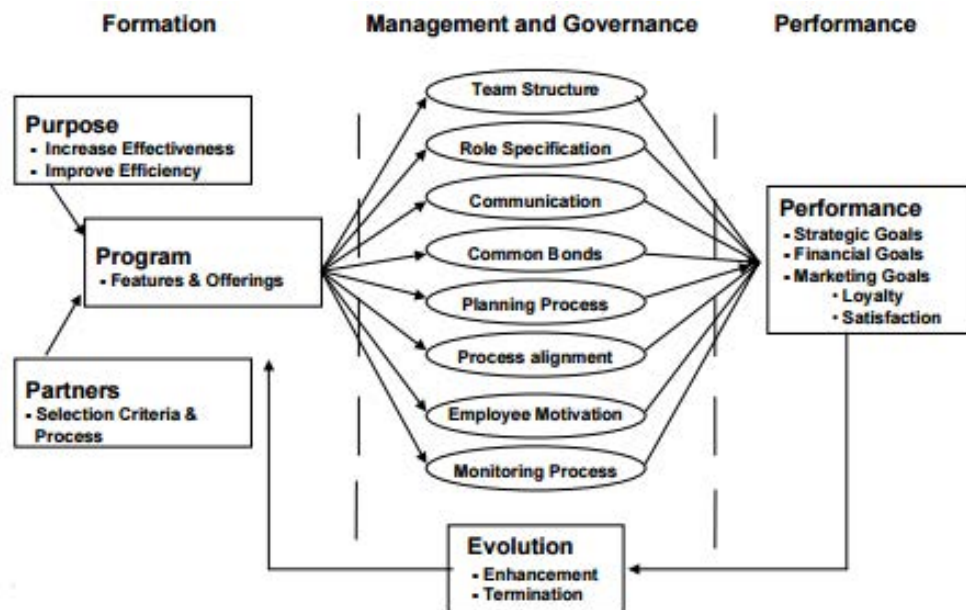 Formation
Management and Governance
Performance
Purpose
- Increase Effectiveness
- Improve Efficiency
Program
- Features & Offerings
Partners
- Selection Criteria &
Process
Team Structure
Role Specification
Communication
Common Bonds
Planning Process
Process alignment
Employee Motivation
Monitoring Process
Performance
- Strategic Goals
- Financial Goals
- Marketing Goals
• Loyalty
• Satisfaction
Evolution
- Enhancement
- Termination